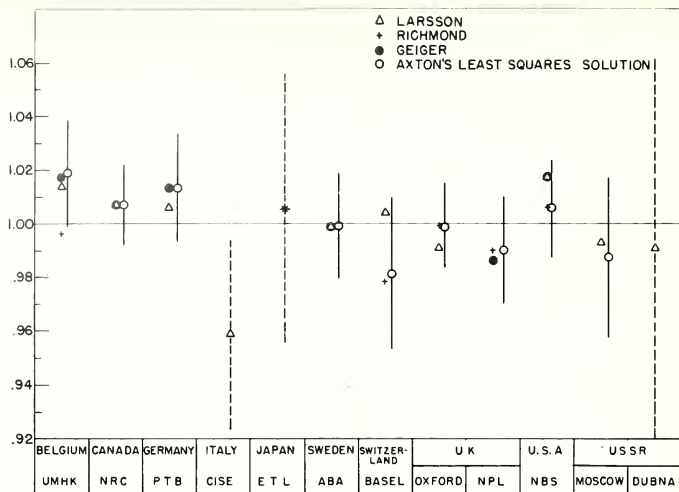 △ LARSSON
+ RICHMOND
● GEIGER
○ AXTON'S LEAST SQUARES SOLUTION
1.06
1.04
1.02
1.00
.98
.96
.94
.92
BELGIUM CANADA GERMANY ITALY JAPAN SWEDEN SWITZER-LAND UK U.S.A USSR
UMHK NRC PTB CISE ETL ABA BASEL OXFORD NPL NBS MOSCOW DUBNA